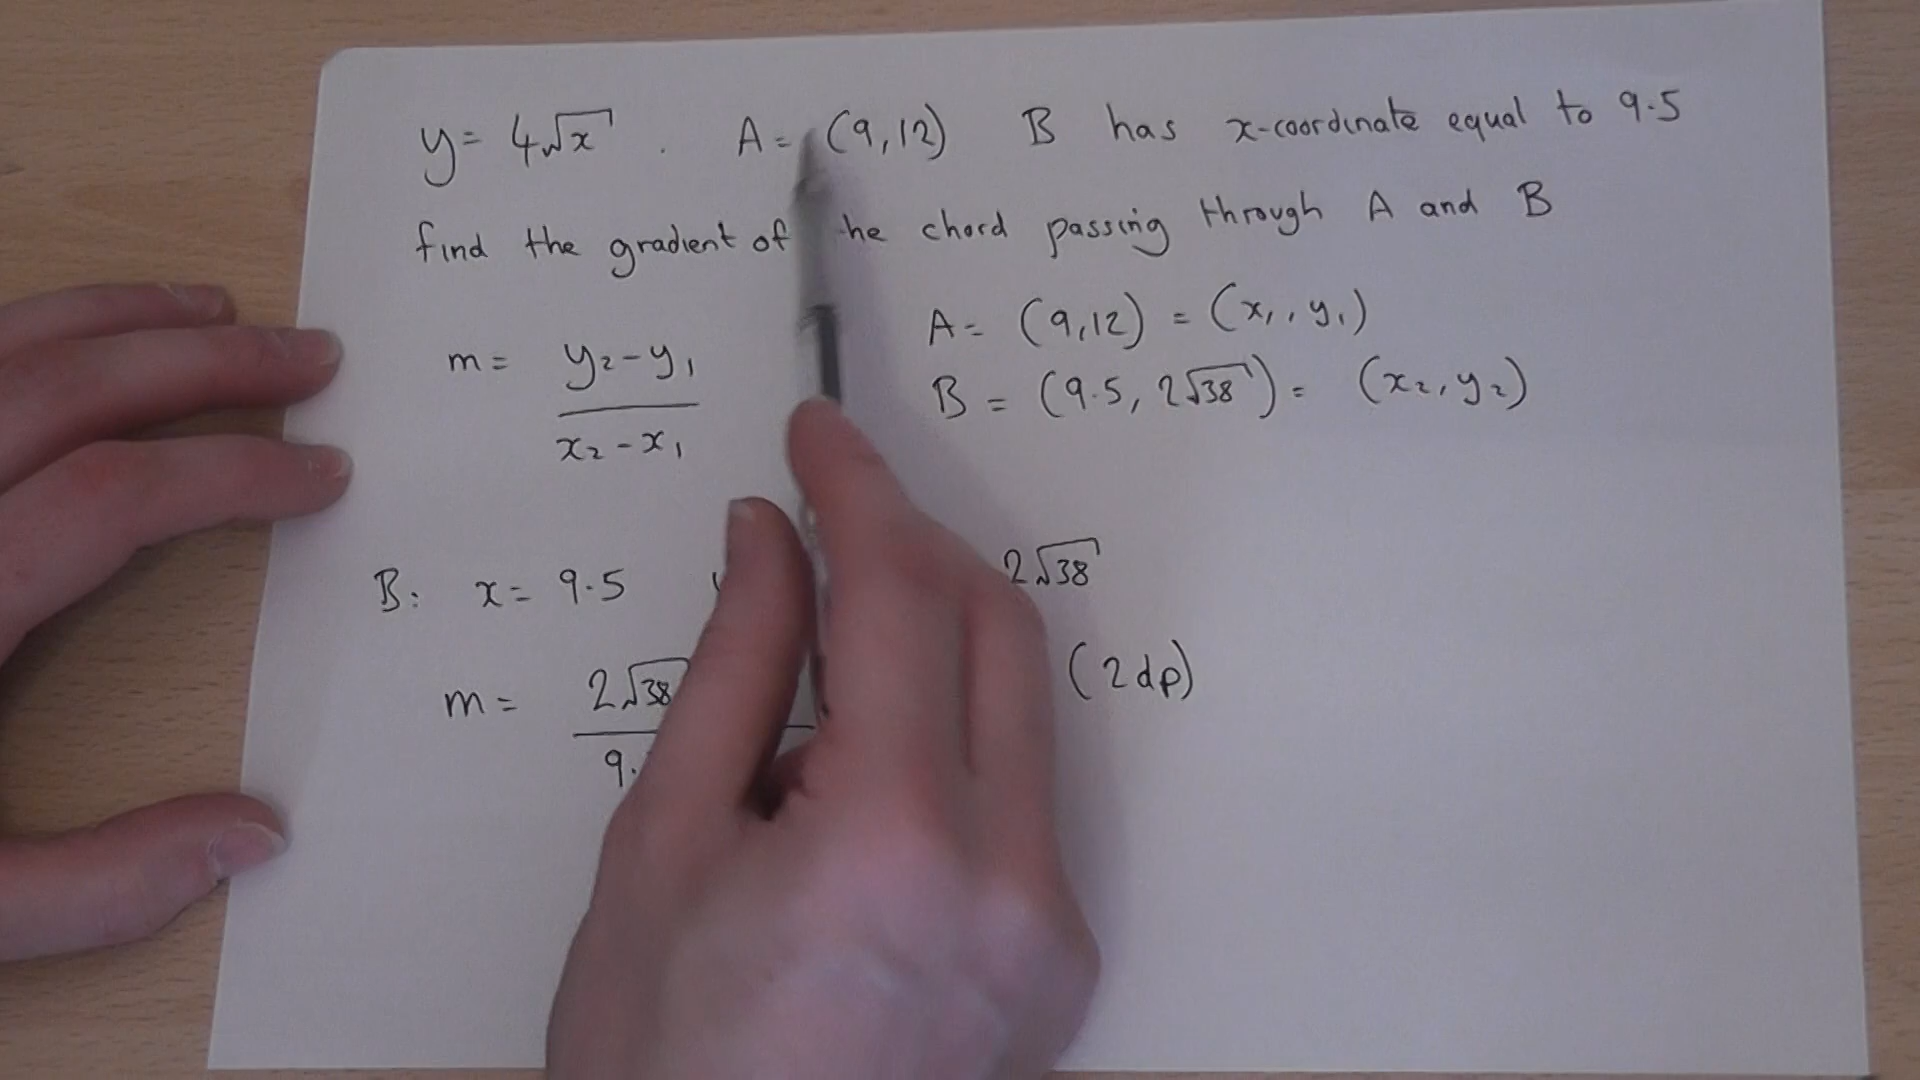 y = 4√x . A = (9,12) B has x-coordinate equal to 9.5
find the gradient of he chord passing through A and B
m = y₂-y₁ / x₂-x₁
A = (9,12) = (x₁, y₁)
B = (9.5, 2√38) = (x₂, y₂)
B: x = 9.5 2√38
m = 2√38 / 9. (2dp)